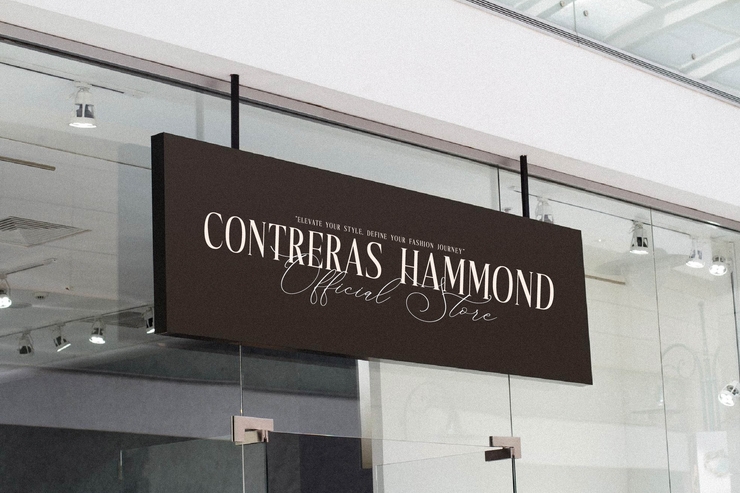 "ELEVATE YOUR STYLE, DEFINE YOUR FASHION JOURNEY"
CONTRERAS HAMMOND
Official Store